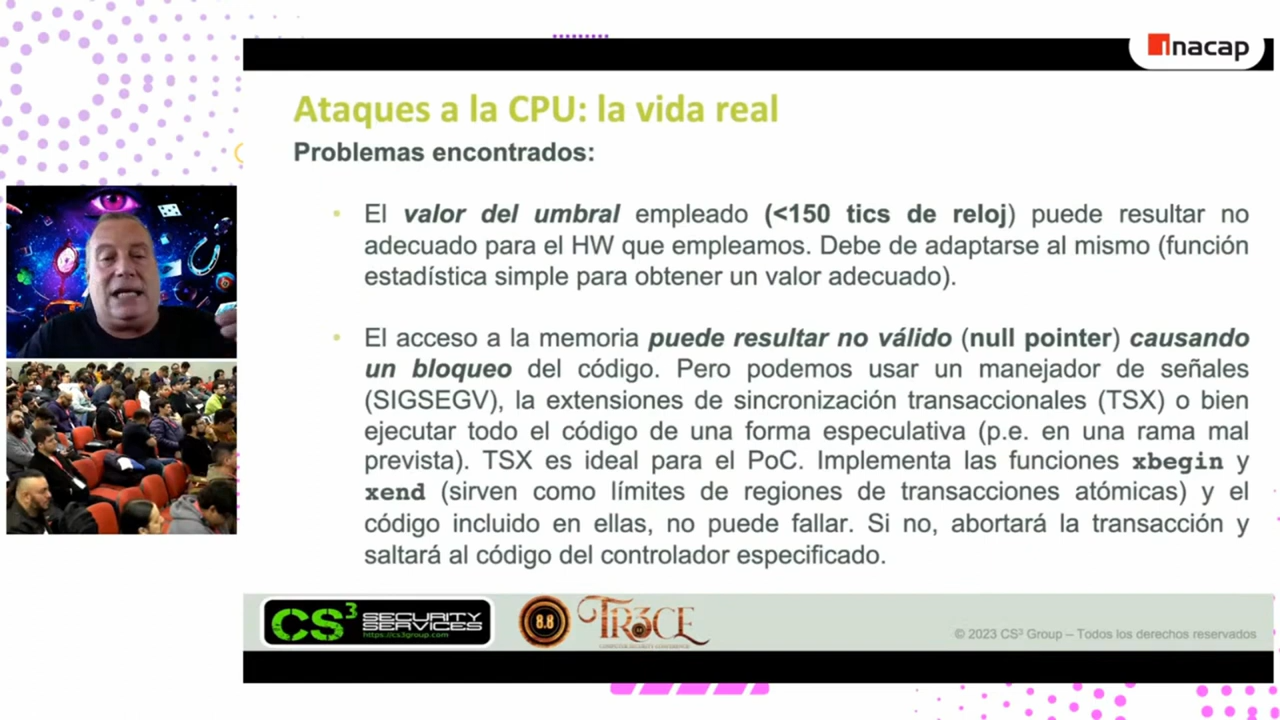 ınacap
Ataques a la CPU: la vida real
Problemas encontrados:
El valor del umbral empleado (<150 tics de reloj) puede resultar no
adecuado para el HW que empleamos. Debe de adaptarse al mismo (función
estadística simple para obtener un valor adecuado).
El acceso a la memoria puede resultar no válido (null pointer) causando
un bloqueo del código. Pero podemos usar un manejador de señales
(SIGSEGV), la extensiones de sincronización transaccionales (TSX) o bien
ejecutar todo el código de una forma especulativa (p.e. en una rama mal
prevista). TSX es ideal para el PoC. Implementa las funciones xbegin y
xend (sirven como límites de regiones de transacciones atómicas) y el
código incluido en ellas, no puede fallar. Si no, abortará la transacción y
saltará al código del controlador especificado.
CS³ SECURITY
SERVICES
https://cs3group.com
8.8
TR3CE
© 2023 CS³ Group – Todos los derechos reservados